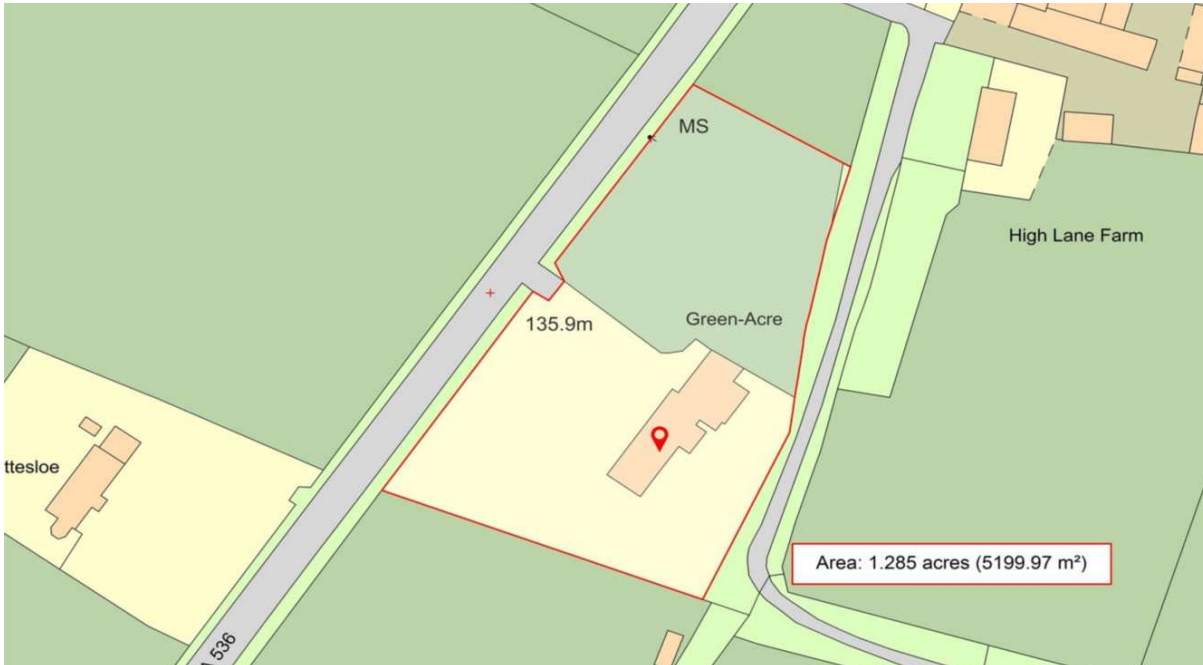 MS
High Lane Farm
135.9m
Green-Acre
ttesloe
Area: 1.285 acres (5199.97 m²)
536